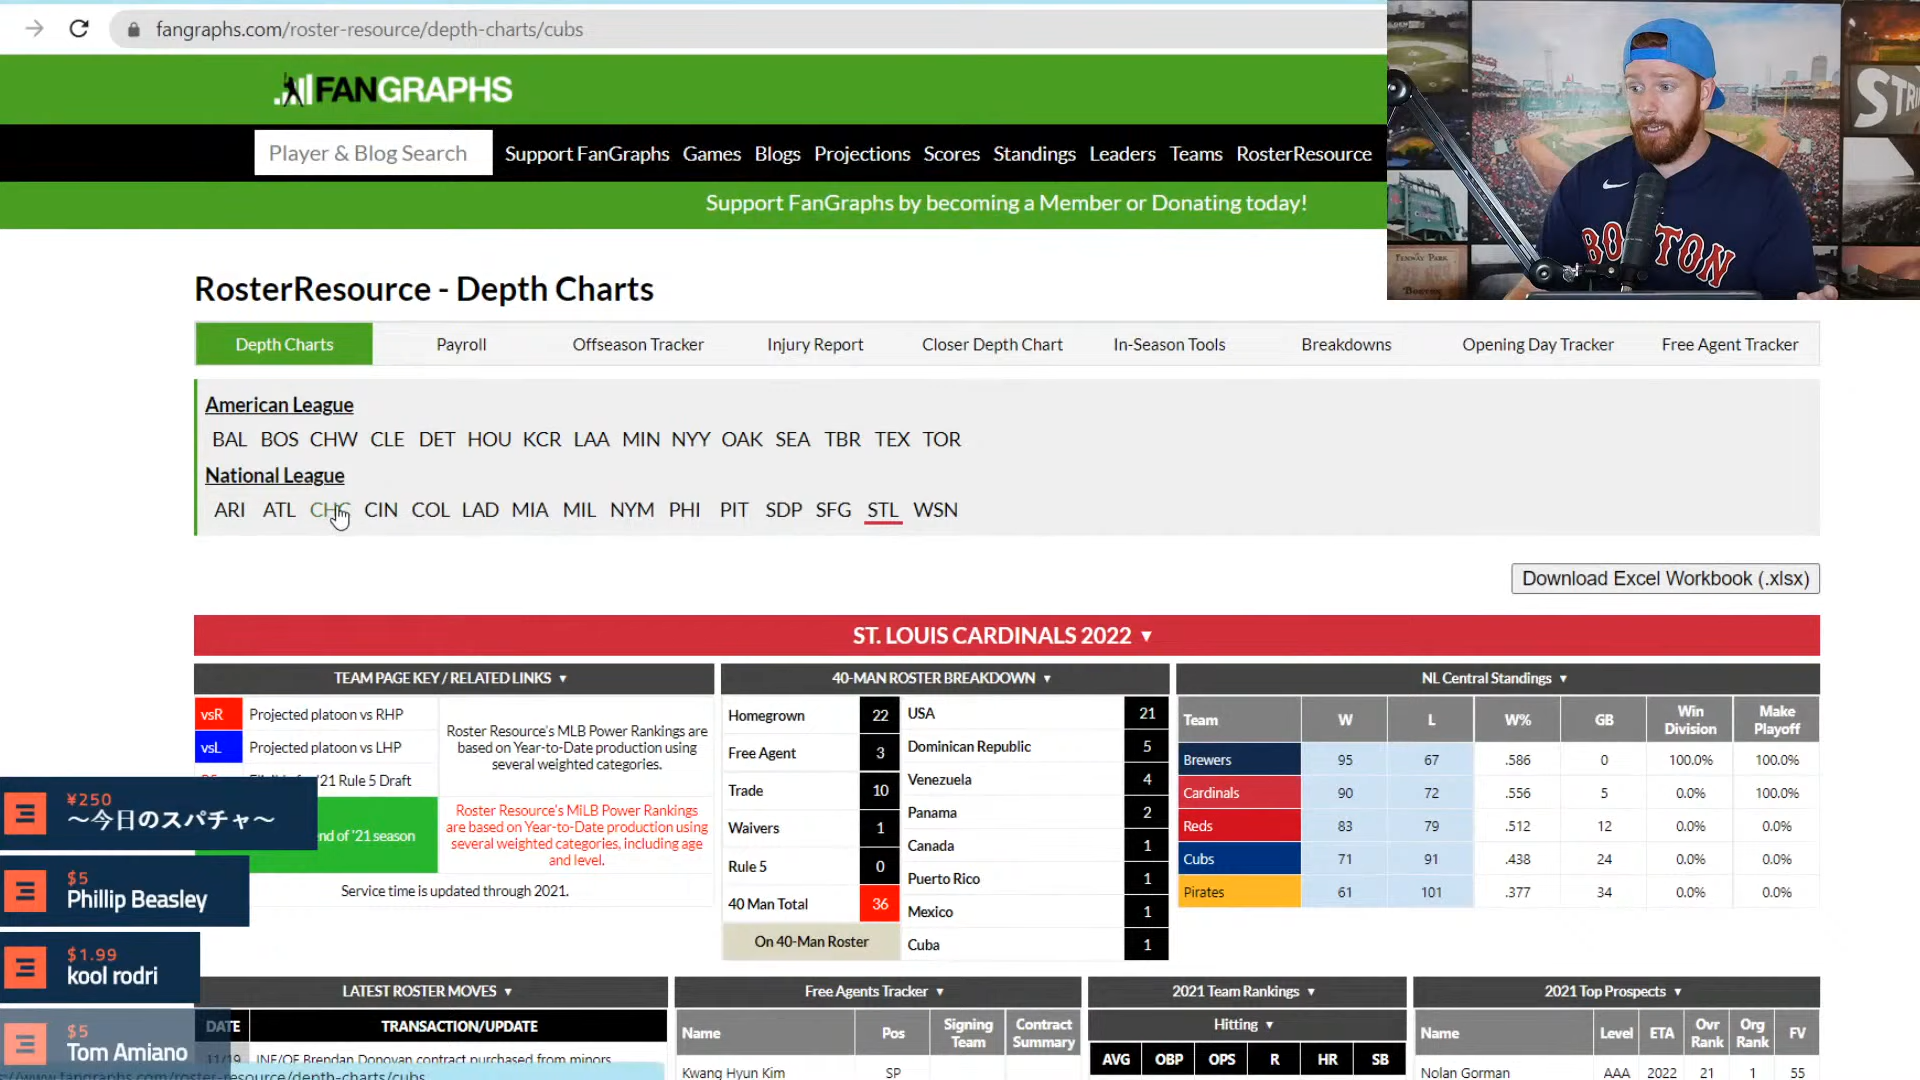 fangraphs.com/roster-resource/depth-charts/cubs
FANGRAPHS
Player & Blog Search
Support FanGraphs Games Blogs Projections Scores Standings Leaders Teams RosterResource
Support FanGraphs by becoming a Member or Donating today!
STR
FENWAY PARK
BOSTON
RosterResource - Depth Charts
Depth Charts Payroll Offseason Tracker Injury Report Closer Depth Chart In-Season Tools Breakdowns Opening Day Tracker Free Agent Tracker
American League
BAL BOS CHW CLE DET HOU KCR LAA MIN NYY OAK SEA TBR TEX TOR
National League
ARI ATL CHC CIN COL LAD MIA MIL NYM PHI PIT SDP SFG STL WSN
Download Excel Workbook (.xlsx)
ST. LOUIS CARDINALS 2022 ▼
TEAM PAGE KEY / RELATED LINKS ▼
vsR Projected platoon vs RHP
vsL Projected platoon vs LHP
'21 Rule 5 Draft
nd of '21 season
Roster Resource's MLB Power Rankings are
based on Year-to-Date production using
several weighted categories.
Roster Resource's MiLB Power Rankings
are based on Year-to-Date production using
several weighted categories, including age
and level.
Service time is updated through 2021.
40-MAN ROSTER BREAKDOWN ▼
Homegrown 22
Free Agent 3
Trade 10
Waivers 1
Rule 5 0
40 Man Total 36
On 40-Man Roster
USA 21
Dominican Republic 5
Venezuela 4
Panama 2
Canada 1
Puerto Rico 1
Mexico 1
Cuba 1
NL Central Standings ▼
Team W L W% GB Win Division Make Playoff
Brewers 95 67 .586 0 100.0% 100.0%
Cardinals 90 72 .556 5 0.0% 100.0%
Reds 83 79 .512 12 0.0% 0.0%
Cubs 71 91 .438 24 0.0% 0.0%
Pirates 61 101 .377 34 0.0% 0.0%
¥250
～今日のスパチャ～
$5
Phillip Beasley
$1.99
kool rodri
$5
Tom Amiano
LATEST ROSTER MOVES ▼
DATE TRANSACTION/UPDATE
11/19 INF/OF Brendan Donovan contract purchased from minors
Free Agents Tracker ▼
Name Pos Signing Team Contract Summary
Kwang Hyun Kim SP
2021 Team Rankings ▼
Hitting ▼
AVG OBP OPS R HR SB
2021 Top Prospects ▼
Name Level ETA Ovr Rank Org Rank FV
Nolan Gorman AAA 2022 21 1 55
s://www.fangraphs.com/roster-resource/depth-charts/cubs